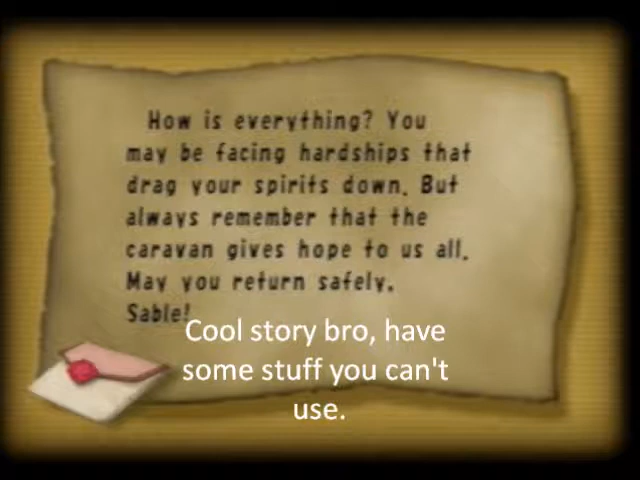 How is everything? You
may be facing hardships that
drag your spirits down. But
always remember that the
caravan gives hope to us all.
May you return safely.
Sable!
Cool story bro, have
some stuff you can't
use.